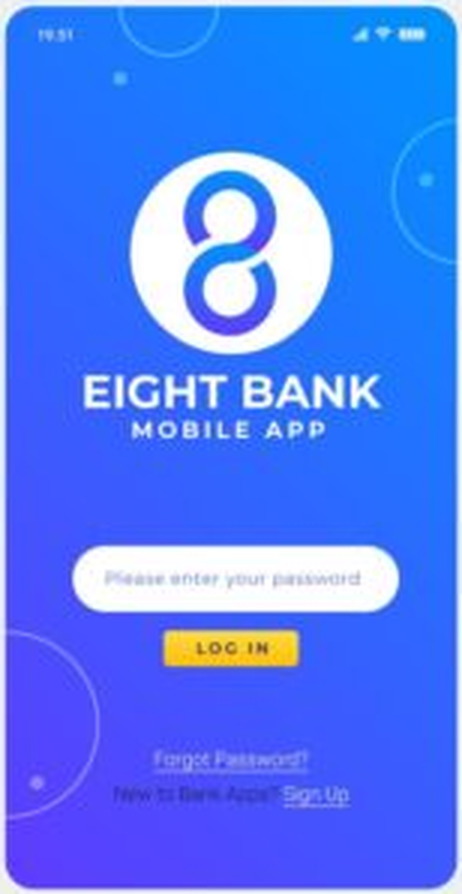 19:51
EIGHT BANK
MOBILE APP
Please enter your password
LOG IN
Forgot Password?
New to Bank Apps? Sign Up